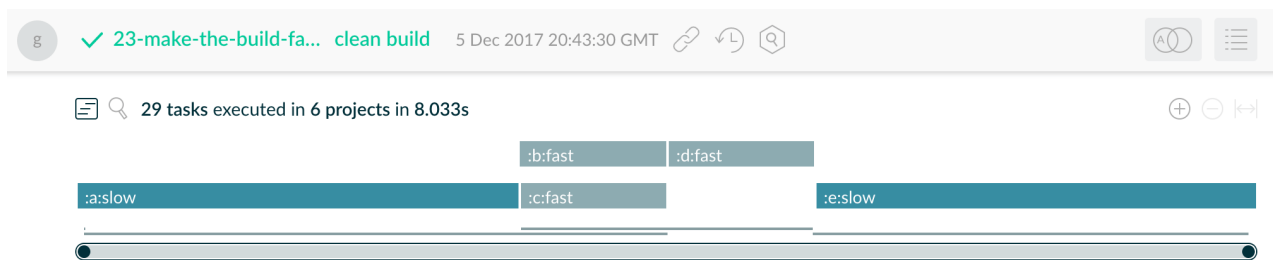 g 23-make-the-build-fa... clean build 5 Dec 2017 20:43:30 GMT A
29 tasks executed in 6 projects in 8.033s
:b:fast :d:fast
:a:slow :c:fast :e:slow